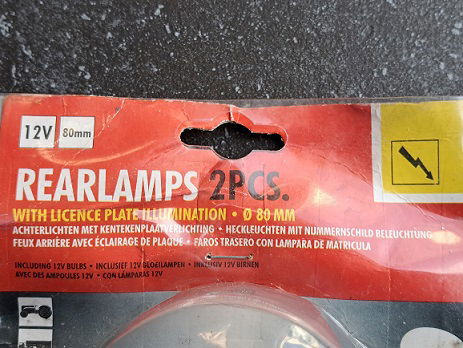 12V 80mm
REARLAMPS 2PCS.
WITH LICENCE PLATE ILLUMINATION • Ø 80 MM
ACHTERLICHTEN MET KENTEKENPLAATVERLICHTING • HECKLEUCHTEN MIT NUMMERNSCHILD BELEUCHTUNG
FEUX ARRIÈRE AVEC ÉCLAIRAGE DE PLAQUE • FAROS TRASERO CON LAMPARA DE MATRICULA
INCLUDING 12V BULBS • INCLUSIEF 12V GLOEILAMPEN • INKLUSIV 12V BIRNEN
AVEC DES AMPOULES 12V • CON LÁMPARAS 12V